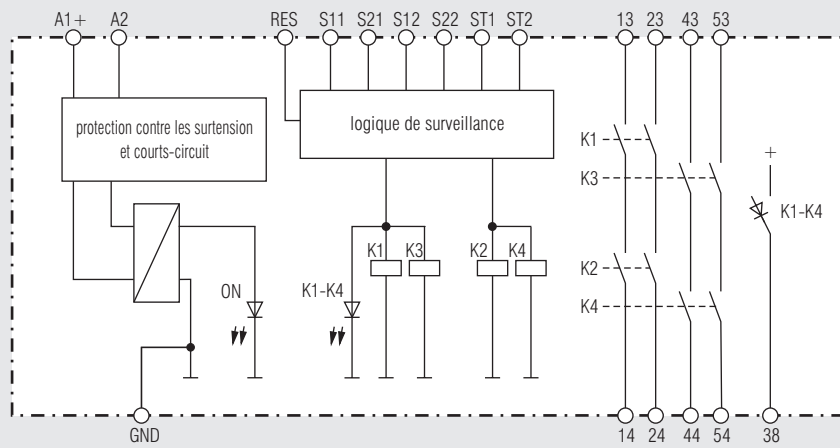 A1+ A2 RES S11 S21 S12 S22 ST1 ST2 13 23 43 53
protection contre les surtension
et courts-circuit
logique de surveillance
K1
K3
+
K1-K4
K1 K3 K2 K4
K2
ON K1-K4
K4
GND 14 24 44 54 38